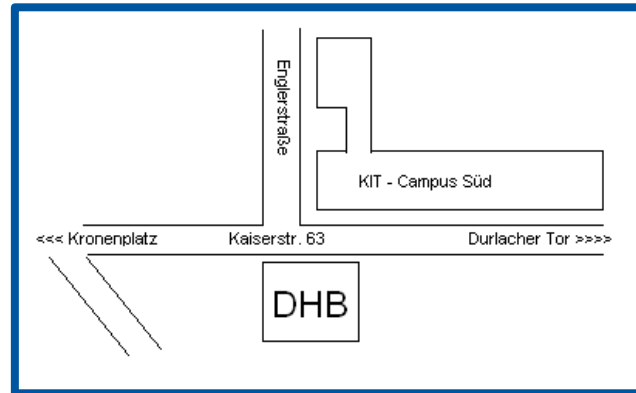 Englerstraße
KIT - Campus Süd
<<< Kronenplatz
Kaiserstr. 63
Durlacher Tor >>>>
DHB